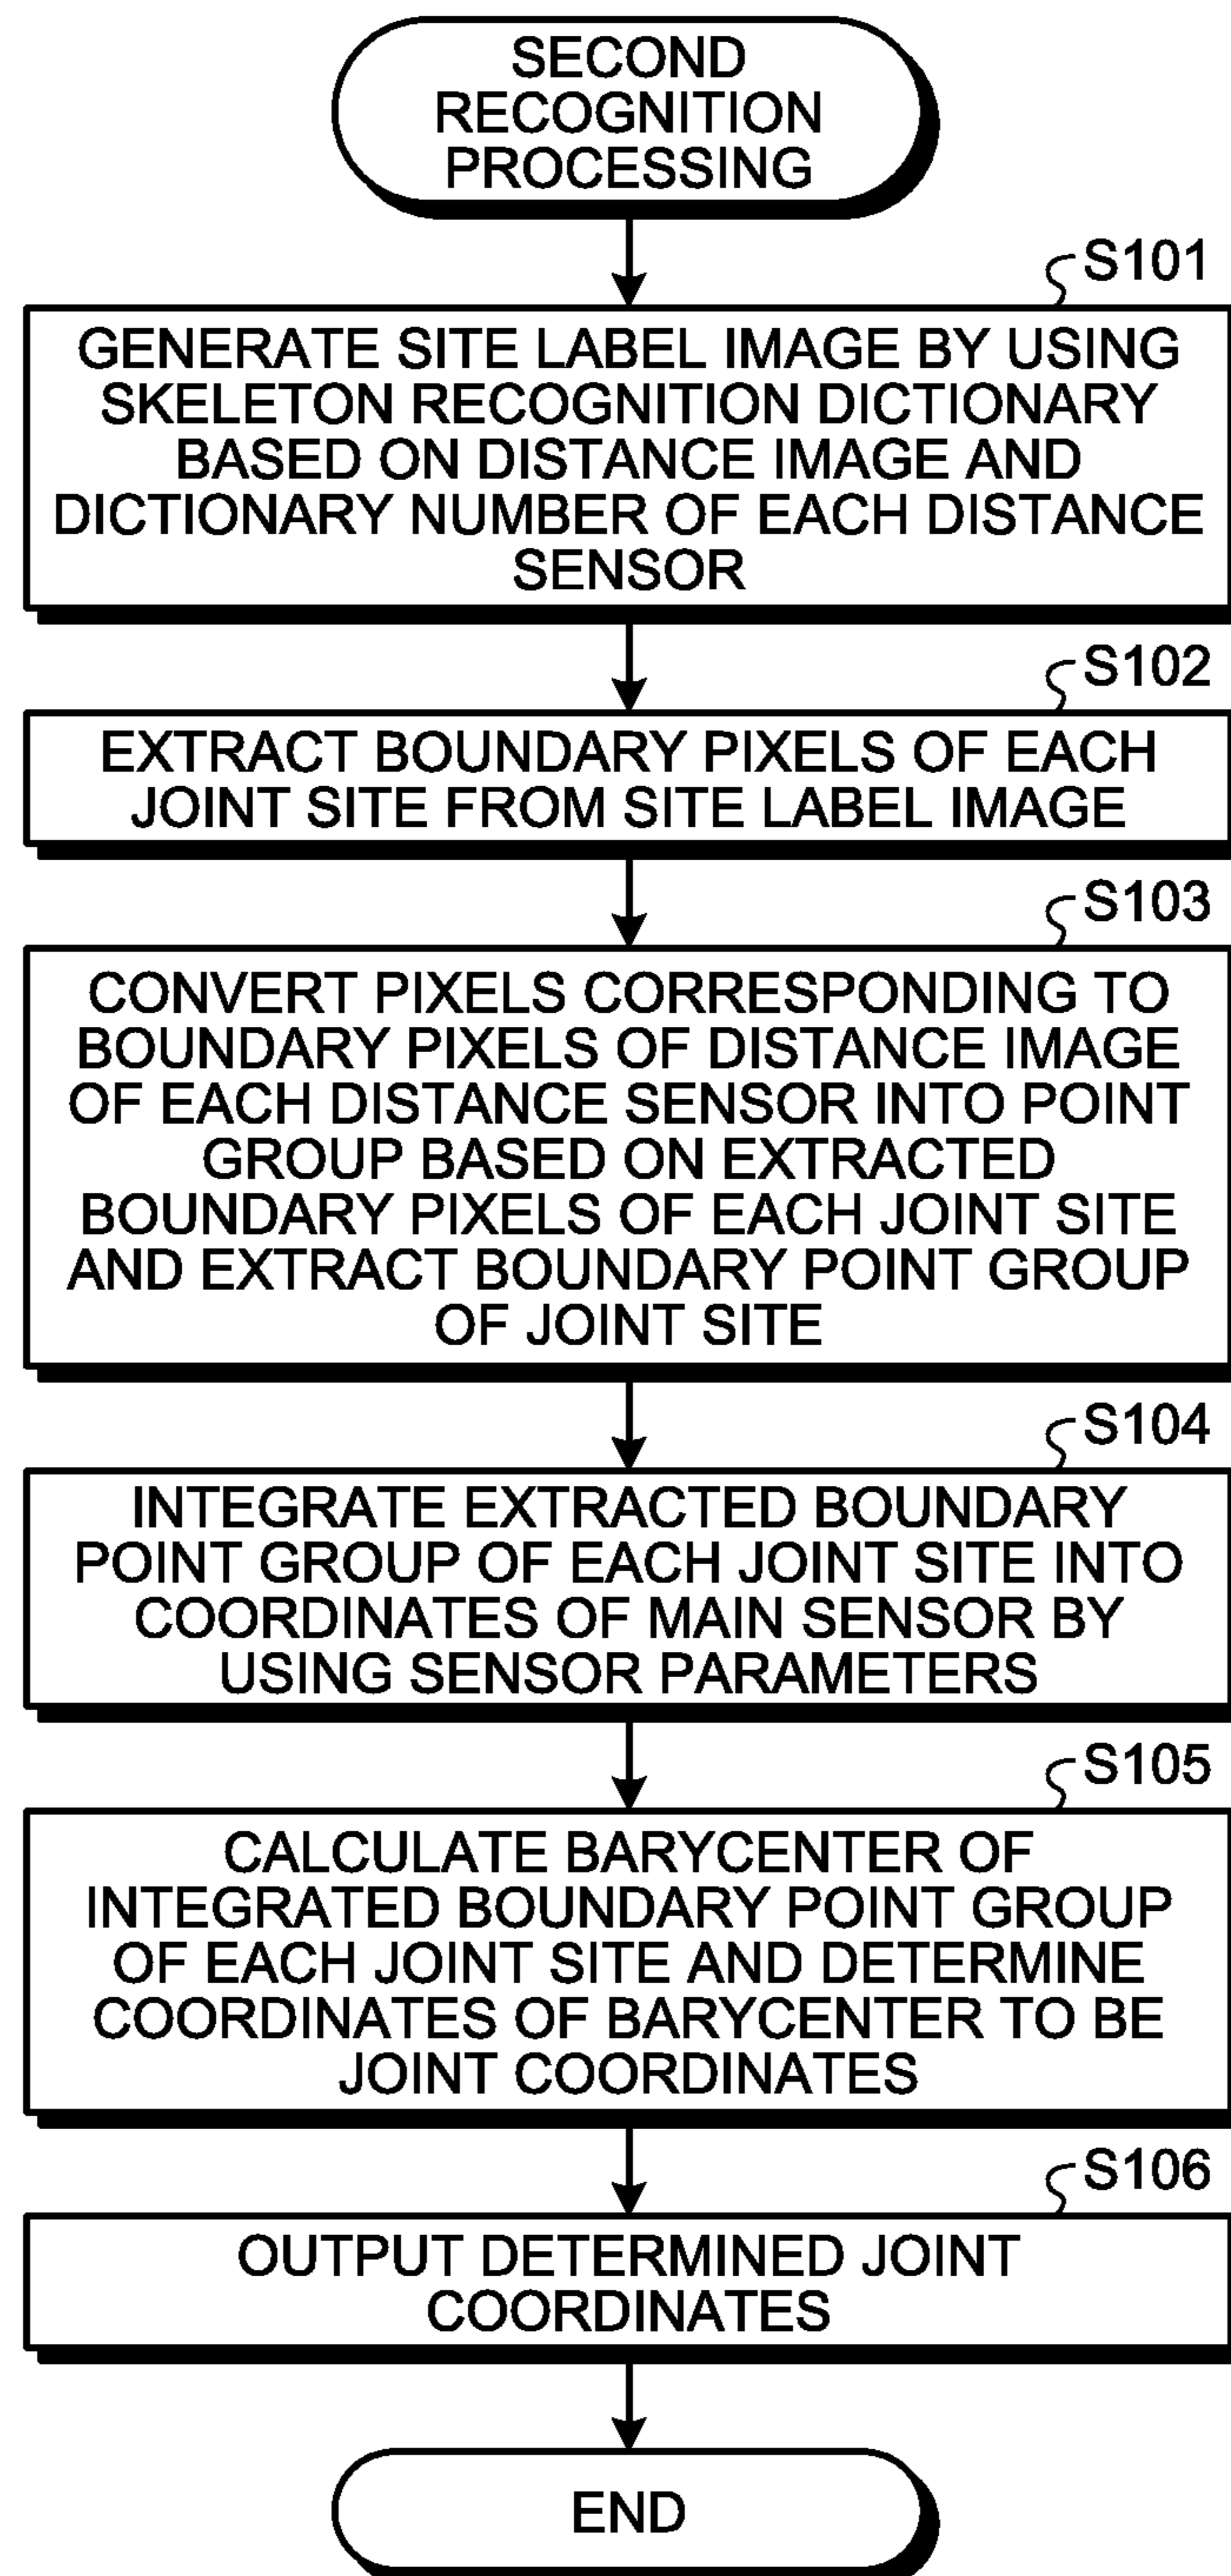 SECOND
RECOGNITION
PROCESSING
S101
GENERATE SITE LABEL IMAGE BY USING
SKELETON RECOGNITION DICTIONARY
BASED ON DISTANCE IMAGE AND
DICTIONARY NUMBER OF EACH DISTANCE
SENSOR
S102
EXTRACT BOUNDARY PIXELS OF EACH
JOINT SITE FROM SITE LABEL IMAGE
S103
CONVERT PIXELS CORRESPONDING TO
BOUNDARY PIXELS OF DISTANCE IMAGE
OF EACH DISTANCE SENSOR INTO POINT
GROUP BASED ON EXTRACTED
BOUNDARY PIXELS OF EACH JOINT SITE
AND EXTRACT BOUNDARY POINT GROUP
OF JOINT SITE
S104
INTEGRATE EXTRACTED BOUNDARY
POINT GROUP OF EACH JOINT SITE INTO
COORDINATES OF MAIN SENSOR BY
USING SENSOR PARAMETERS
S105
CALCULATE BARYCENTER OF
INTEGRATED BOUNDARY POINT GROUP
OF EACH JOINT SITE AND DETERMINE
COORDINATES OF BARYCENTER TO BE
JOINT COORDINATES
S106
OUTPUT DETERMINED JOINT
COORDINATES
END